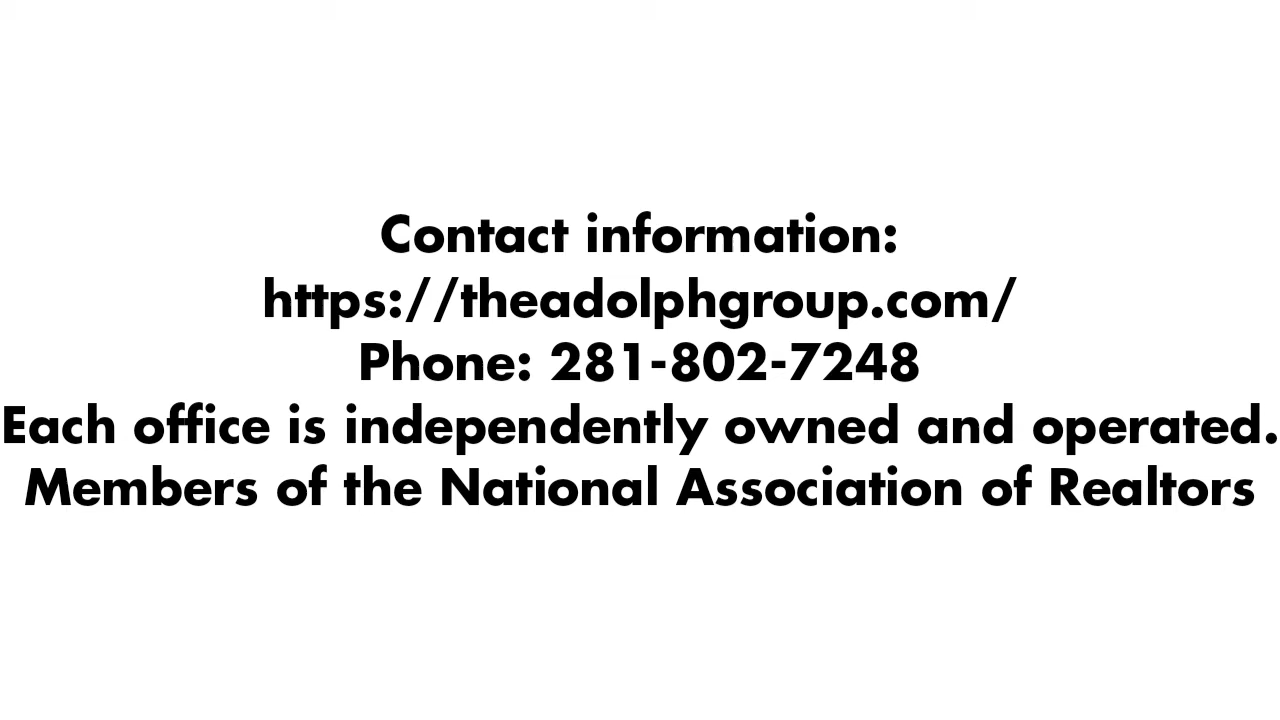 Contact information:
https://theadolphgroup.com/
Phone: 281-802-7248
Each office is independently owned and operated.
Members of the National Association of Realtors